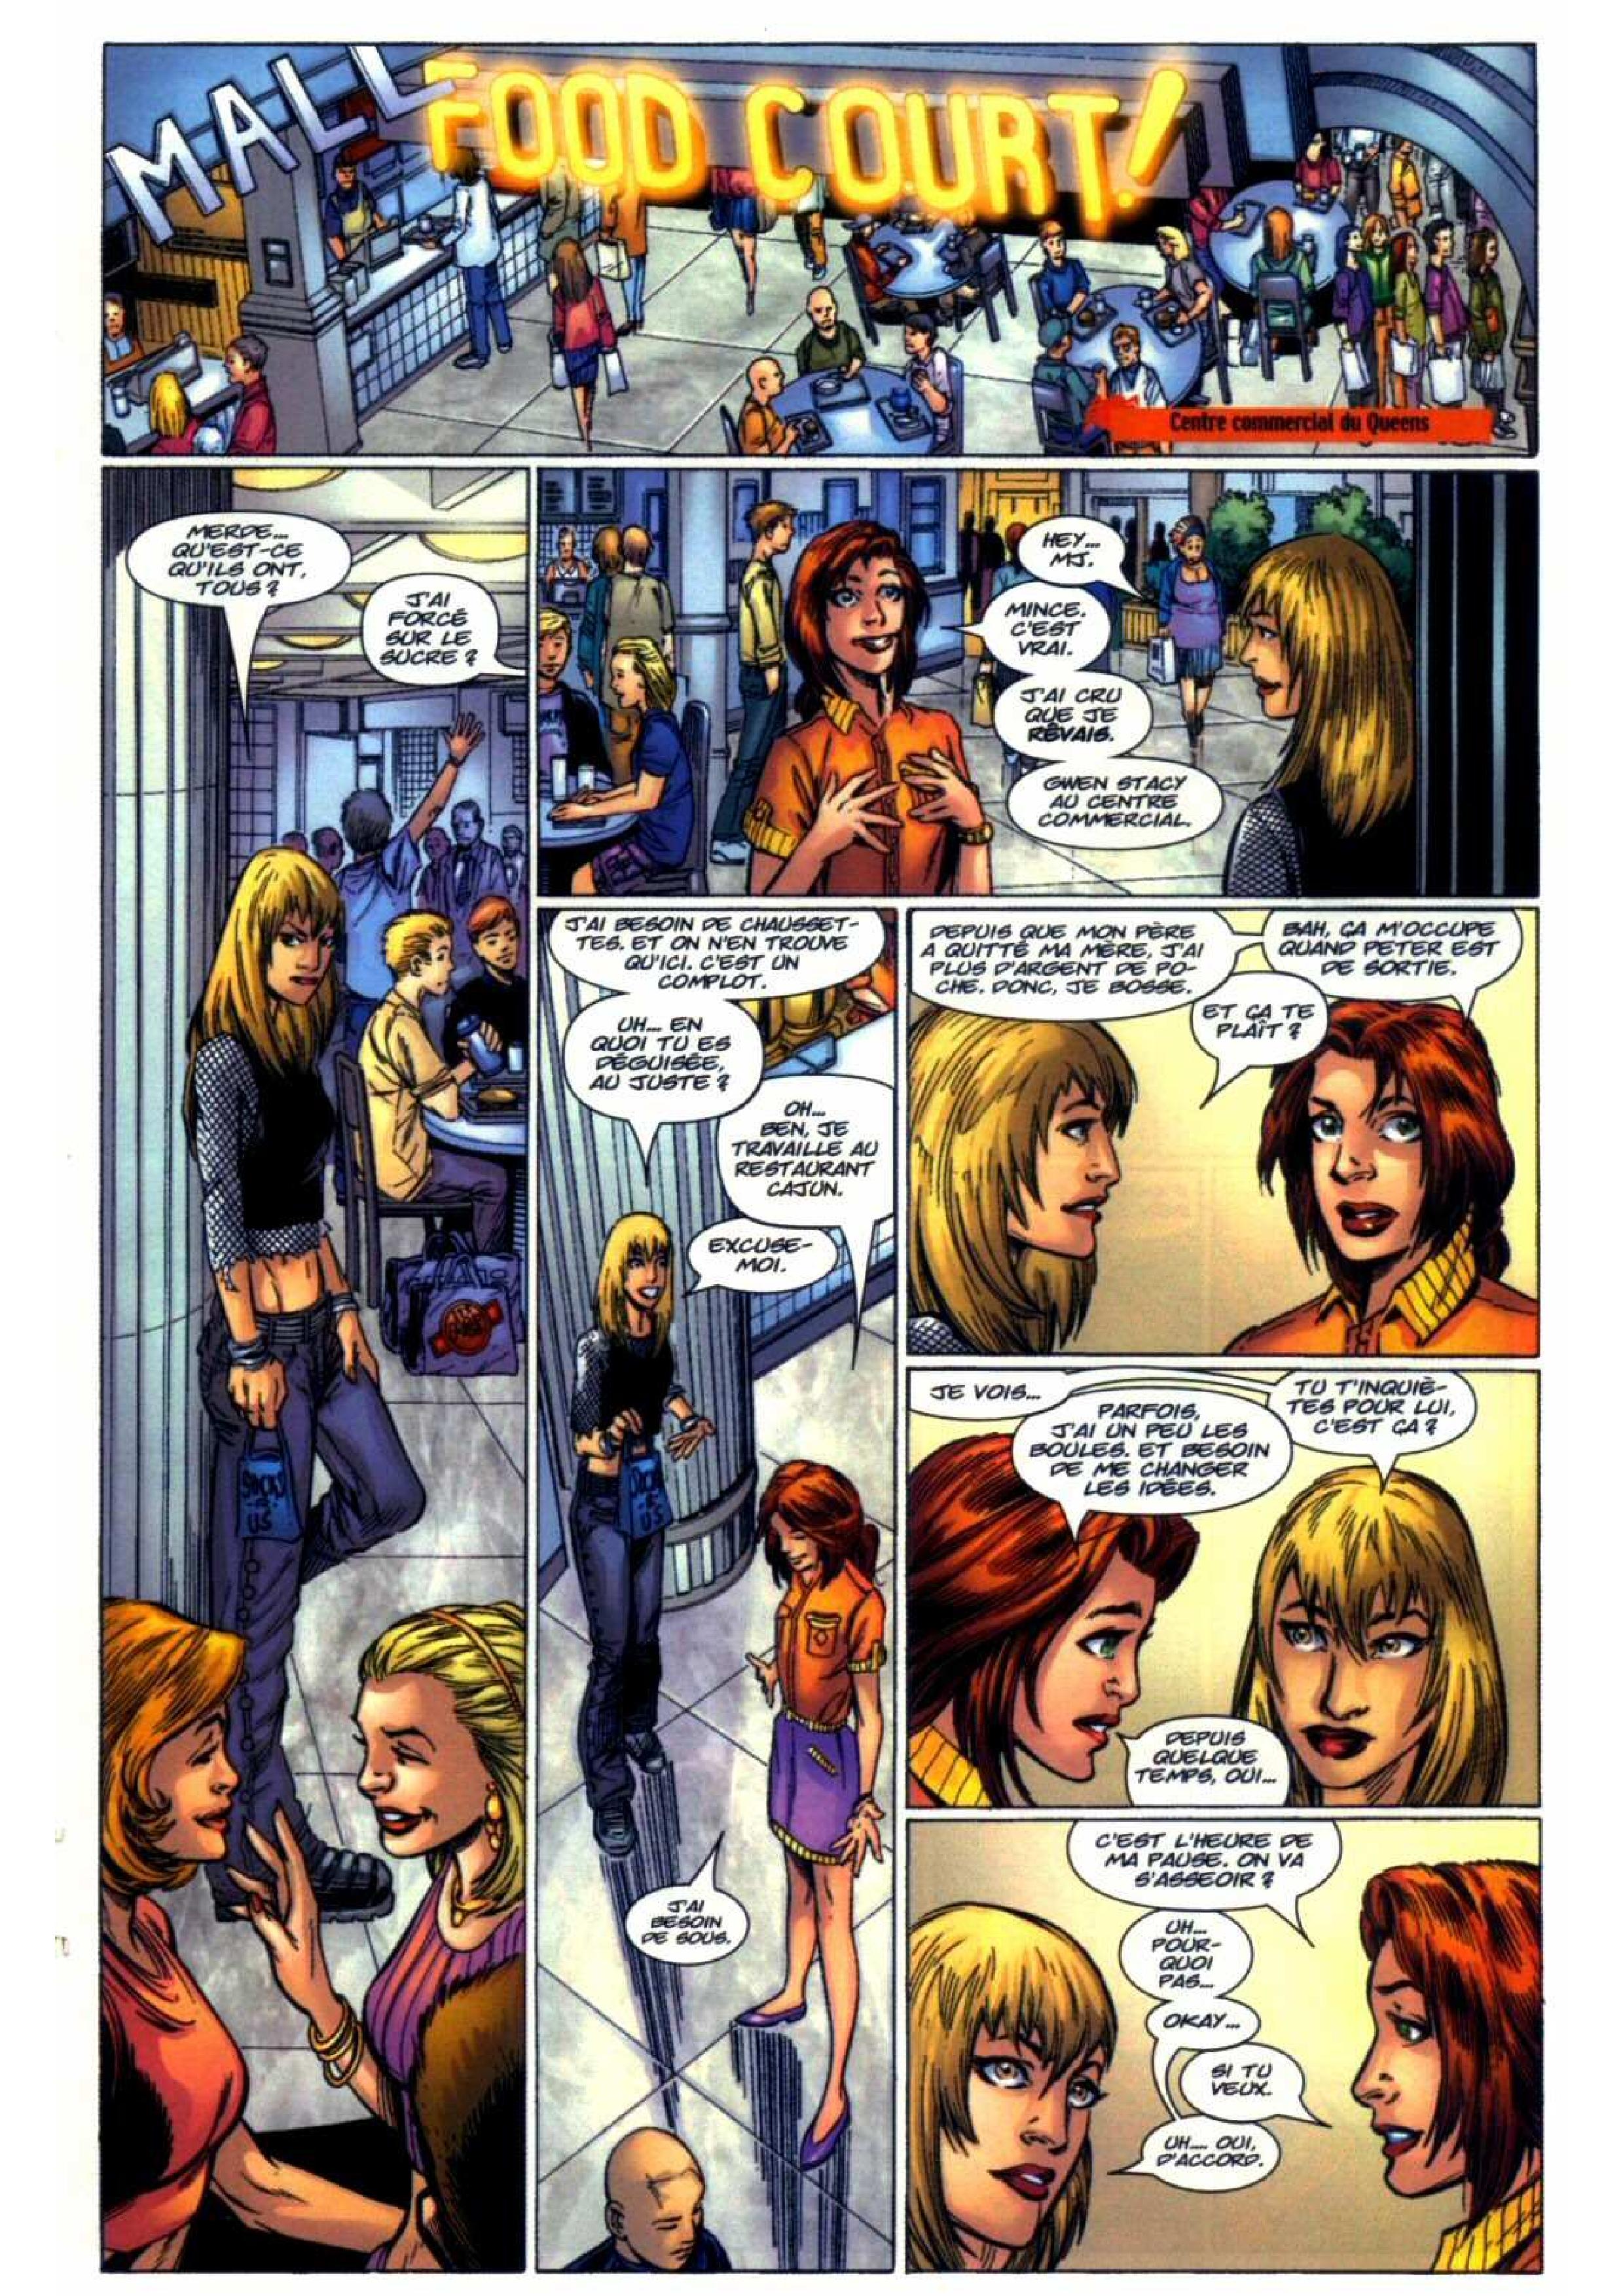 MALL
FOOD COURT!
Centre commercial du Queens
MERDE...
QU'EST-CE
QU'ILS ONT,
TOUS ?
J'AI
FORCÉ
SUR LE
SUCRE ?
SOCKS
US
HEY...
MJ.
MINCE.
C'EST
VRAI.
J'AI CRU
QUE JE
RÊVAIS.
GWEN STACY
AU CENTRE
COMMERCIAL.
J'AI BESOIN DE CHAUSSET-
TES. ET ON N'EN TROUVE
QU'ICI. C'EST UN
COMPLOT.
UH... EN
QUOI TU ES
DÉGUISÉE,
AU JUSTE ?
OH...
BEN, JE
TRAVAILLE AU
RESTAURANT
CAJUN.
EXCUSE-
MOI.
US
J'AI
BESOIN
DE SOUS.
DEPUIS QUE MON PÈRE
A QUITTÉ MA MÈRE, J'AI
PLUS D'ARGENT DE PO-
CHE. DONC, JE BOSSE.
ET ÇA TE
PLAÎT ?
BAH, ÇA M'OCCUPE
QUAND PETER EST
DE SORTIE.
JE VOIS...
PARFOIS,
J'AI UN PEU LES
BOULES. ET BESOIN
DE ME CHANGER
LES IDÉES.
TU T'INQUIÈ-
TES POUR LUI,
C'EST ÇA ?
DEPUIS
QUELQUE
TEMPS, OUI...
C'EST L'HEURE DE
MA PAUSE. ON VA
S'ASSEOIR ?
UH...
POUR-
QUOI
PAS...
OKAY...
SI TU
VEUX.
UH.... OUI,
D'ACCORD.